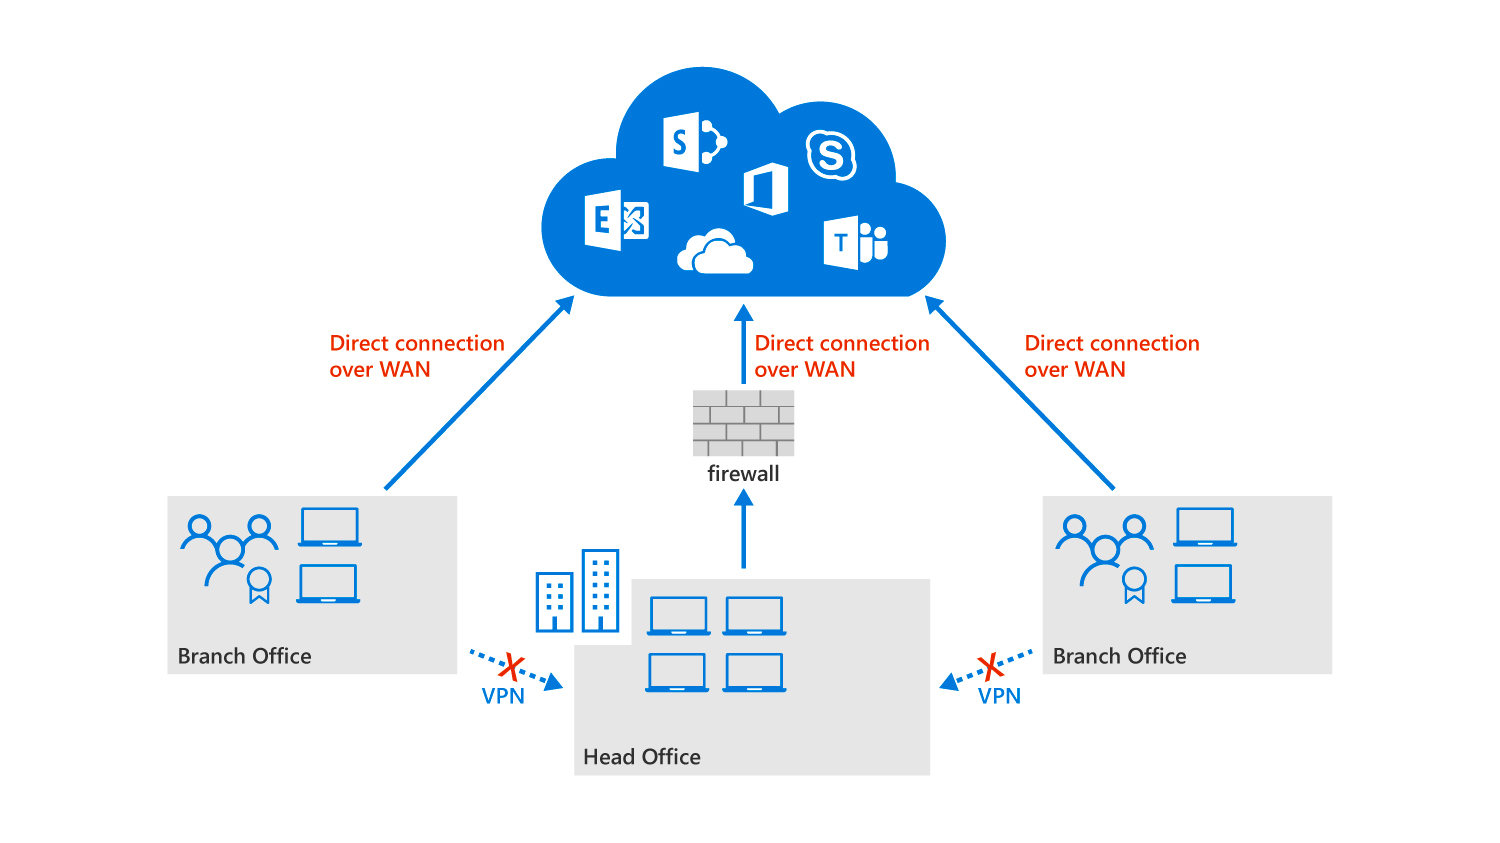 S
S
E
T
Direct connection
over WAN
Direct connection
over WAN
Direct connection
over WAN
firewall
Branch Office
Branch Office
X
VPN
X
VPN
Head Office